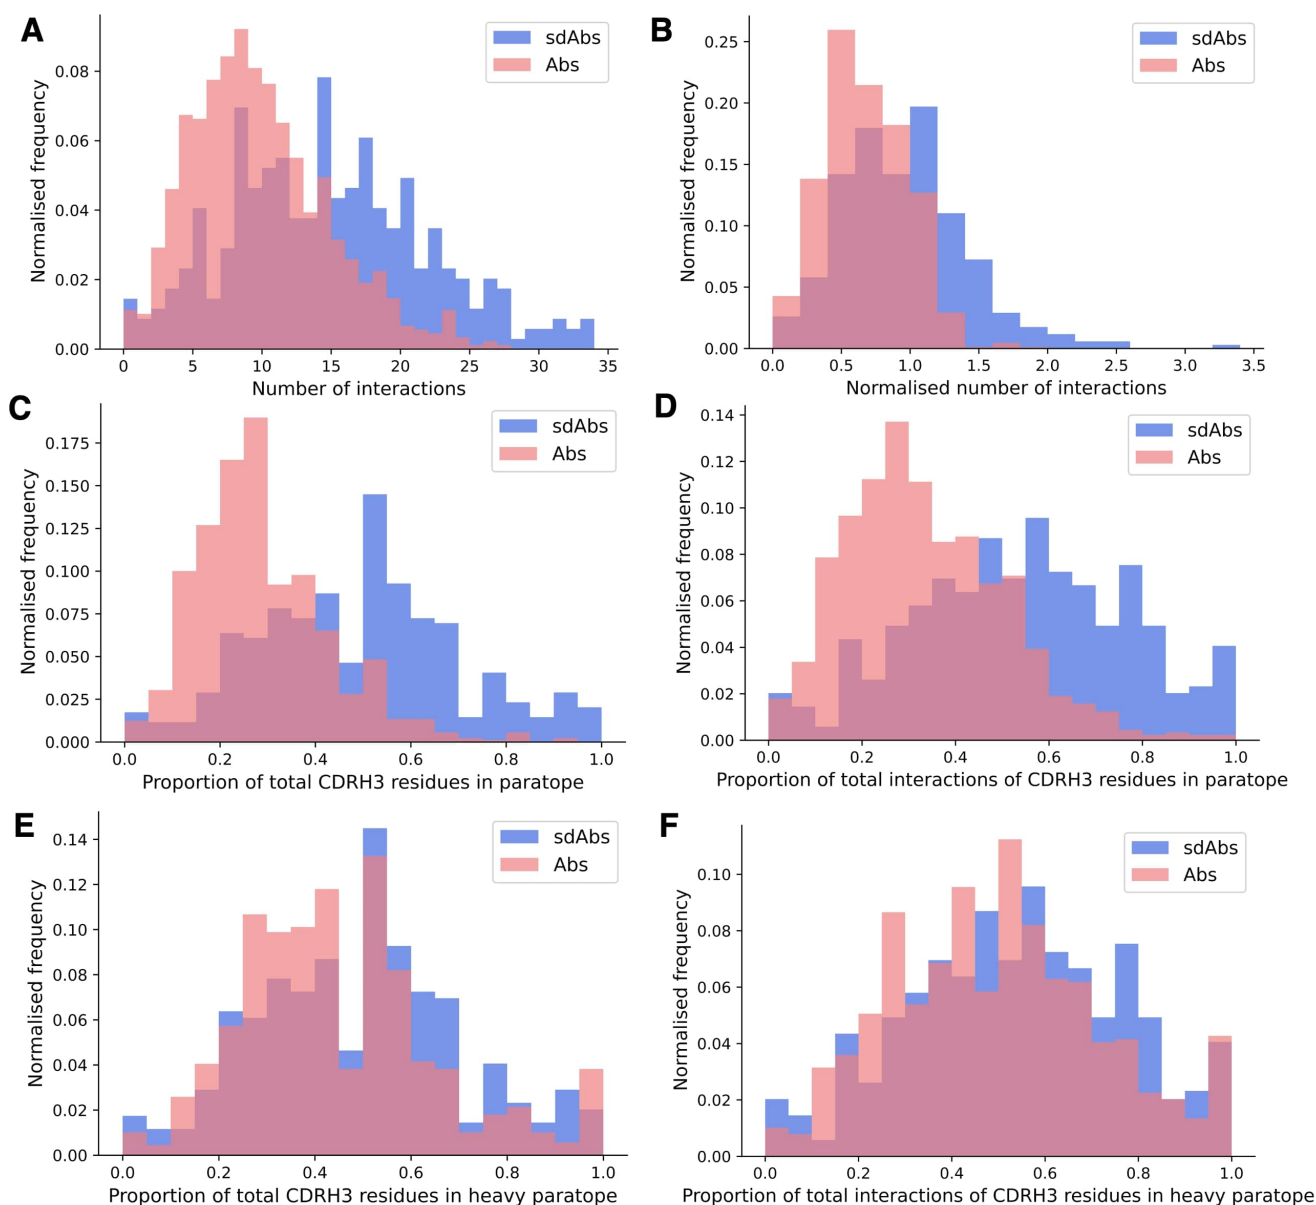 A
sdAbs
Abs
Normalised frequency
0.08
0.06
0.04
0.02
0.00
0 5 10 15 20 25 30 35
Number of interactions
B
sdAbs
Abs
Normalised frequency
0.25
0.20
0.15
0.10
0.05
0.00
0.0 0.5 1.0 1.5 2.0 2.5 3.0 3.5
Normalised number of interactions
C
sdAbs
Abs
Normalised frequency
0.175
0.150
0.125
0.100
0.075
0.050
0.025
0.000
0.0 0.2 0.4 0.6 0.8 1.0
Proportion of total CDRH3 residues in paratope
D
sdAbs
Abs
Normalised frequency
0.14
0.12
0.10
0.08
0.06
0.04
0.02
0.00
0.0 0.2 0.4 0.6 0.8 1.0
Proportion of total interactions of CDRH3 residues in paratope
E
sdAbs
Abs
Normalised frequency
0.14
0.12
0.10
0.08
0.06
0.04
0.02
0.00
0.0 0.2 0.4 0.6 0.8 1.0
Proportion of total CDRH3 residues in heavy paratope
F
sdAbs
Abs
Normalised frequency
0.10
0.08
0.06
0.04
0.02
0.00
0.0 0.2 0.4 0.6 0.8 1.0
Proportion of total interactions of CDRH3 residues in heavy paratope